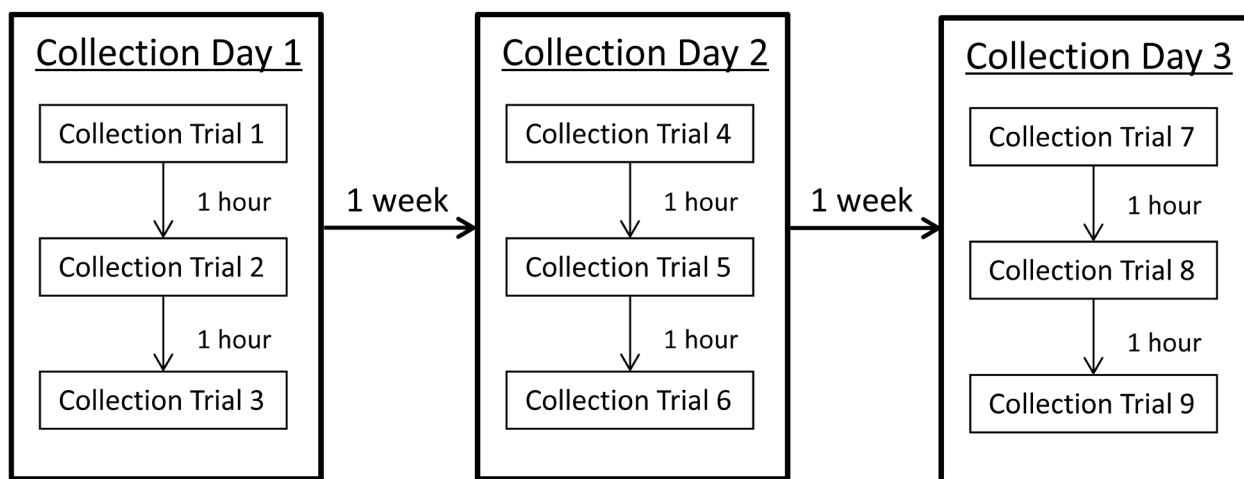 Collection Day 1
Collection Trial 1
1 hour
Collection Trial 2
1 hour
Collection Trial 3
1 week
Collection Day 2
Collection Trial 4
1 hour
Collection Trial 5
1 hour
Collection Trial 6
1 week
Collection Day 3
Collection Trial 7
1 hour
Collection Trial 8
1 hour
Collection Trial 9